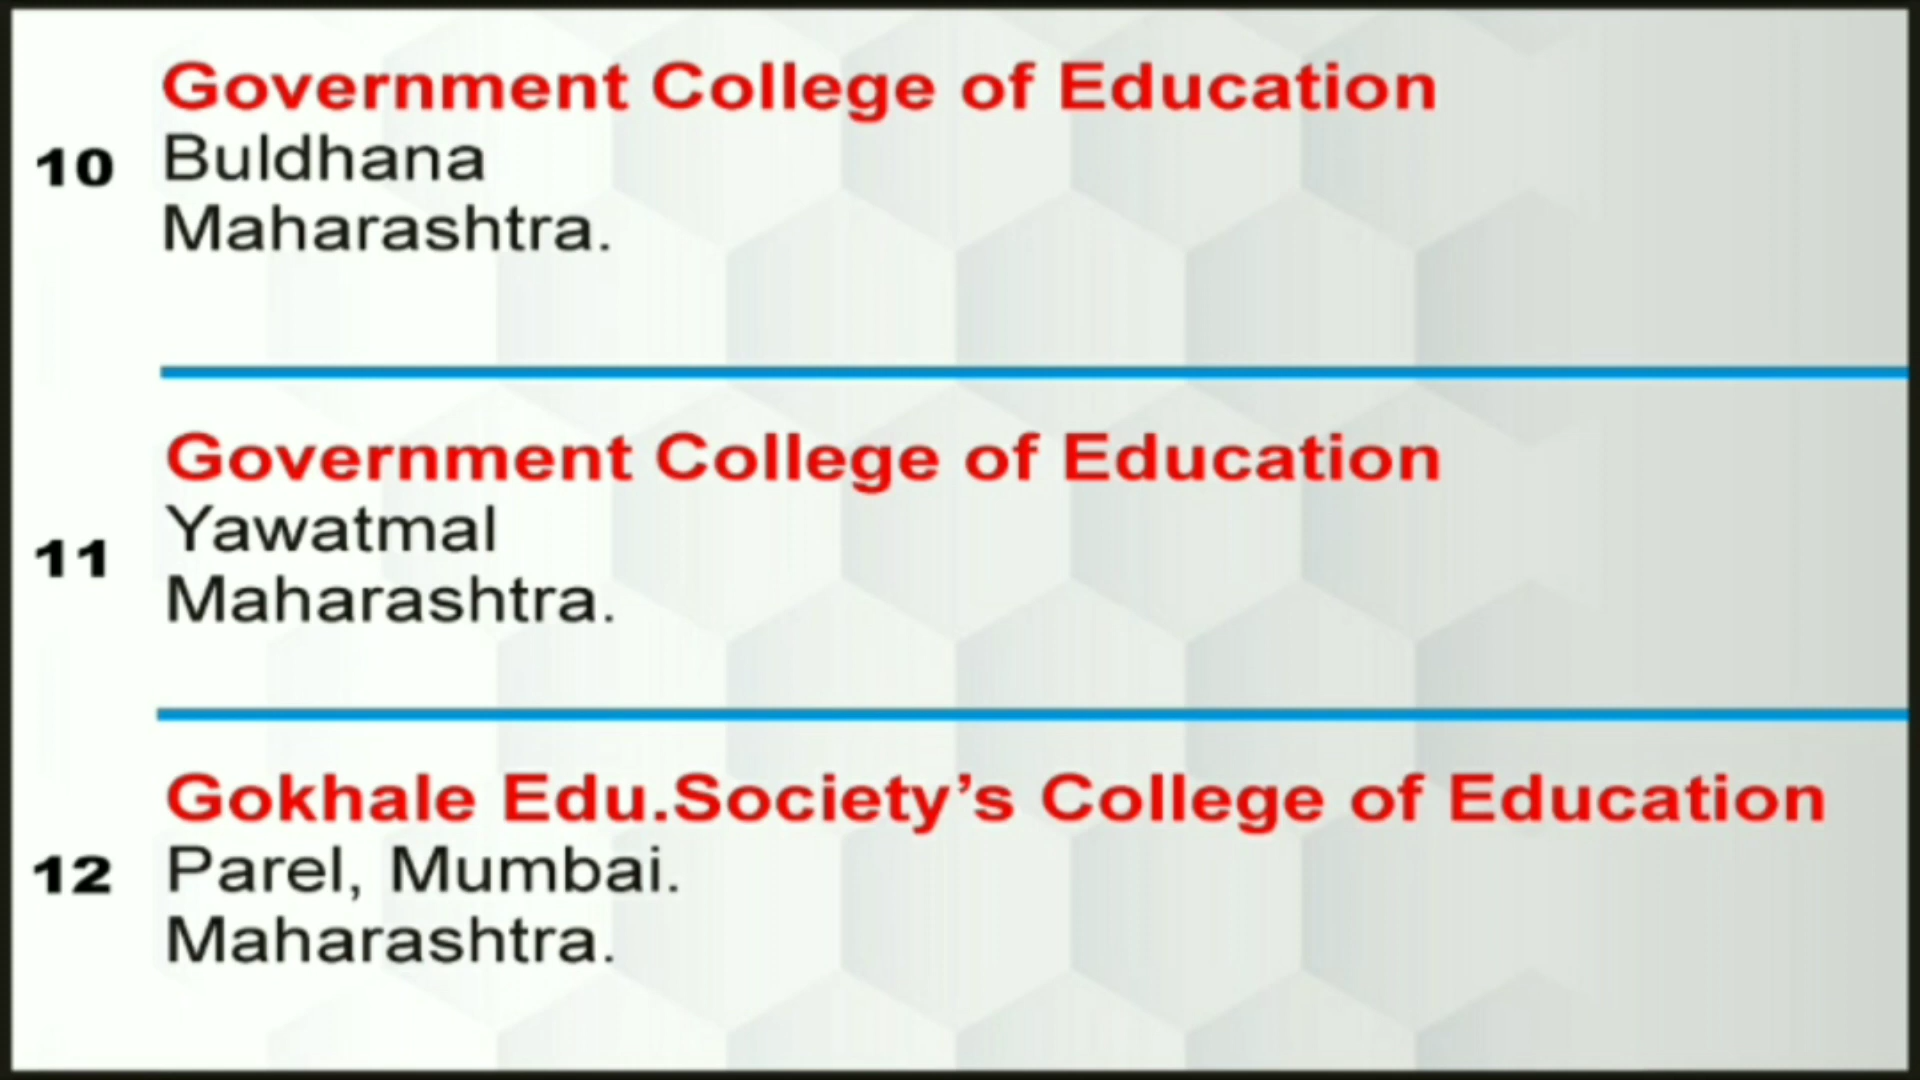 Government College of Education
10
Buldhana
Maharashtra.
Government College of Education
Yawatmal
11
Maharashtra.
Gokhale Edu.Society’s College of Education
12
Parel, Mumbai.
Maharashtra.